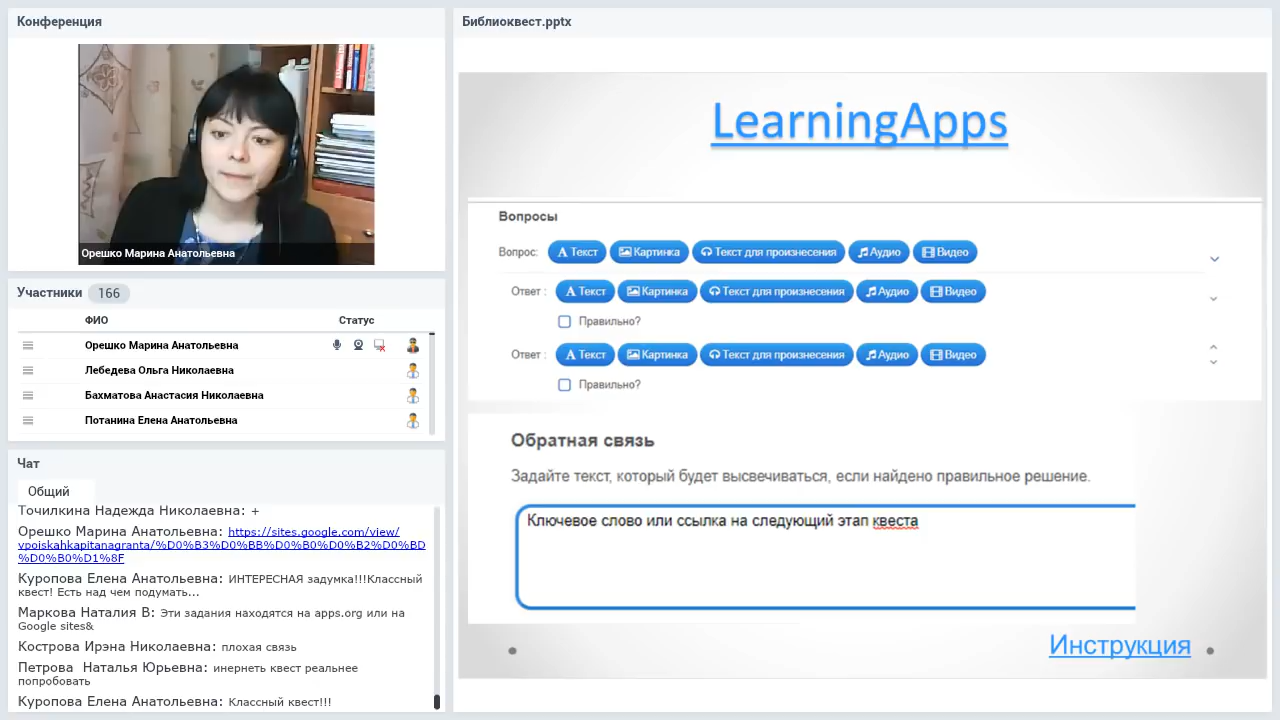 Конференция
Орешко Марина Анатольевна
Участники 166
ФИО Статус
Орешко Марина Анатольевна
Лебедева Ольга Николаевна
Бахматова Анастасия Николаевна
Потанина Елена Анатольевна
Чат
Общий
Точилкина Надежда Николаевна: +
Орешко Марина Анатольевна: https://sites.google.com/view/
vpoiskahkapitanagranta/%D0%B3%D0%BB%D0%B0%D0%B2%D0%BD
%D0%B0%D1%8F
Куропова Елена Анатольевна: ИНТЕРЕСНАЯ задумка!!!Классный
квест! Есть над чем подумать...
Маркова Наталия В: Эти задания находятся на apps.org или на
Google sites&
Кострова Ирэна Николаевна: плохая связь
Петрова Наталья Юрьевна: инернеть квест реальнее
попробовать
Куропова Елена Анатольевна: Классный квест!!!
Библиоквест.pptx
LearningApps
Вопросы
Вопрос: Текст Картинка Текст для произнесения Аудио Видео
Ответ : Текст Картинка Текст для произнесения Аудио Видео
Правильно?
Ответ : Текст Картинка Текст для произнесения Аудио Видео
Правильно?
Обратная связь
Задайте текст, который будет высвечиваться, если найдено правильное решение.
Ключевое слово или ссылка на следующий этап квеста
Инструкция